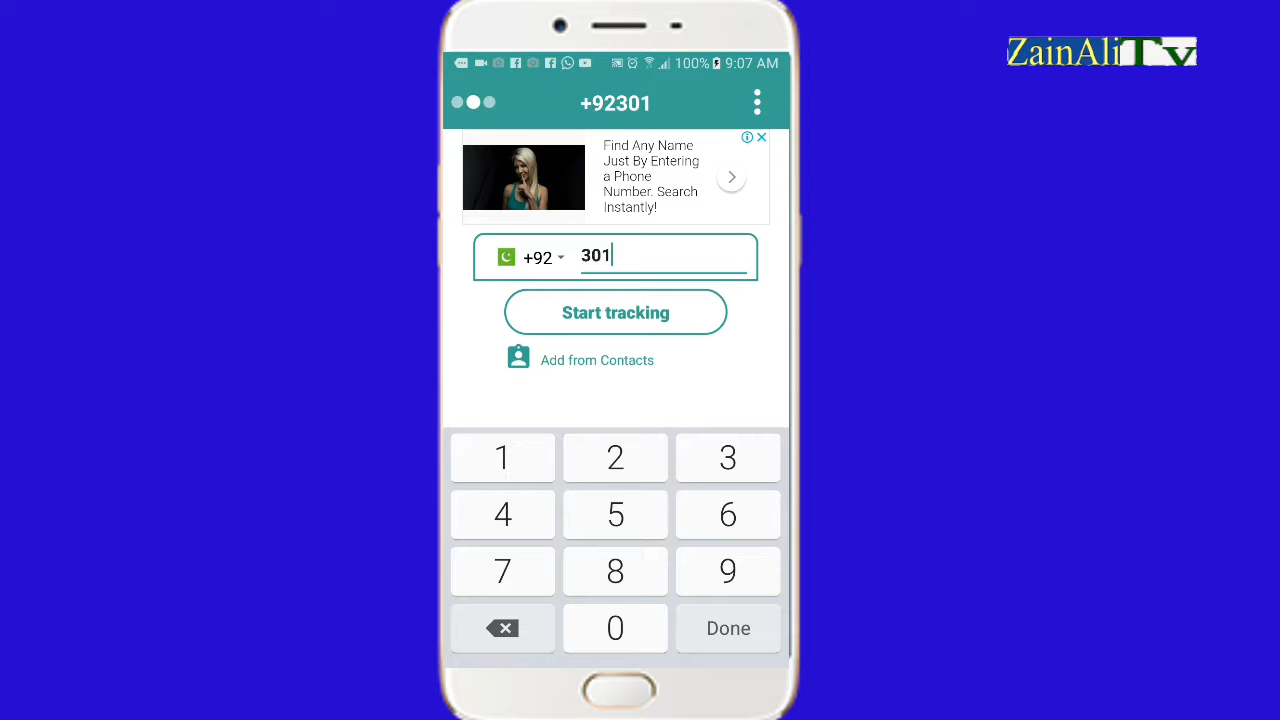 ZainAliTv
100% 9:07 AM
+92301
Find Any Name
Just By Entering
a Phone
Number. Search
Instantly!
+92 301
Start tracking
Add from Contacts
1 2 3
4 5 6
7 8 9
0 Done